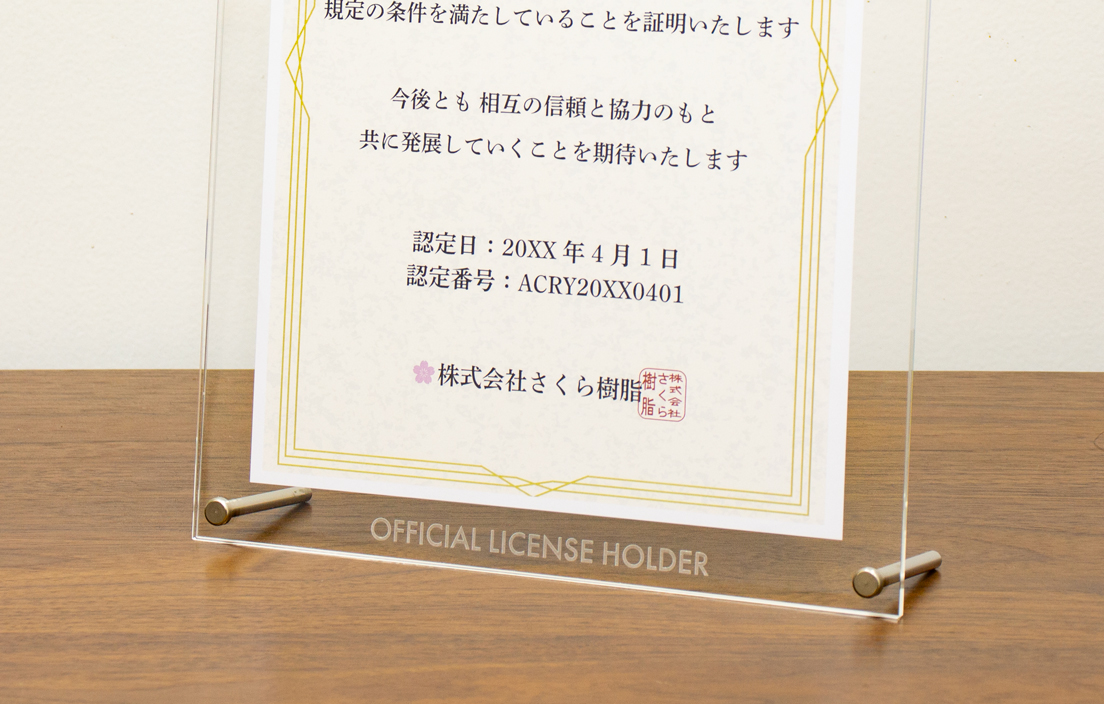 規定の条件を満たしていることを証明いたします
今後とも 相互の信頼と協力のもと
共に発展していくことを期待いたします
認定日：20XX 年 4 月 1 日
認定番号：ACRY20XX0401
株式会社さくら樹脂
株式会社
さくら
樹脂
OFFICIAL LICENSE HOLDER